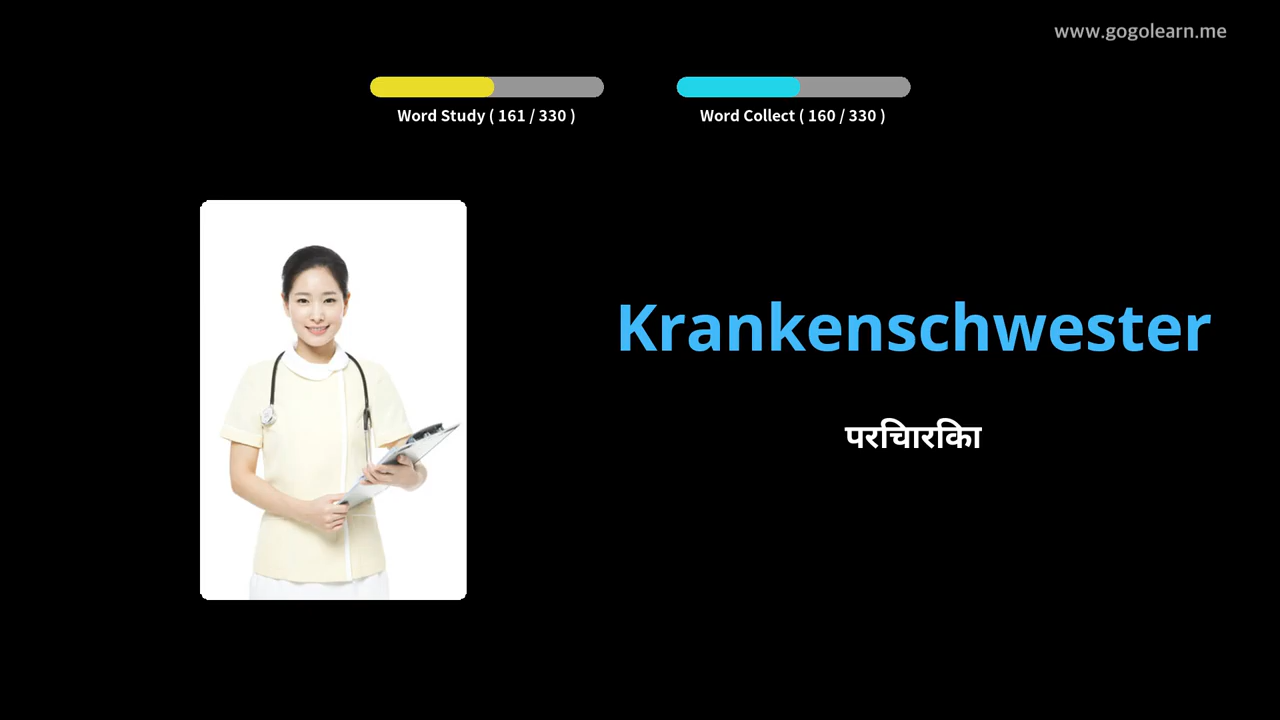 www.gogolearn.me
Word Study ( 161 / 330 )
Word Collect ( 160 / 330 )
Krankenschwester
परिचारिका